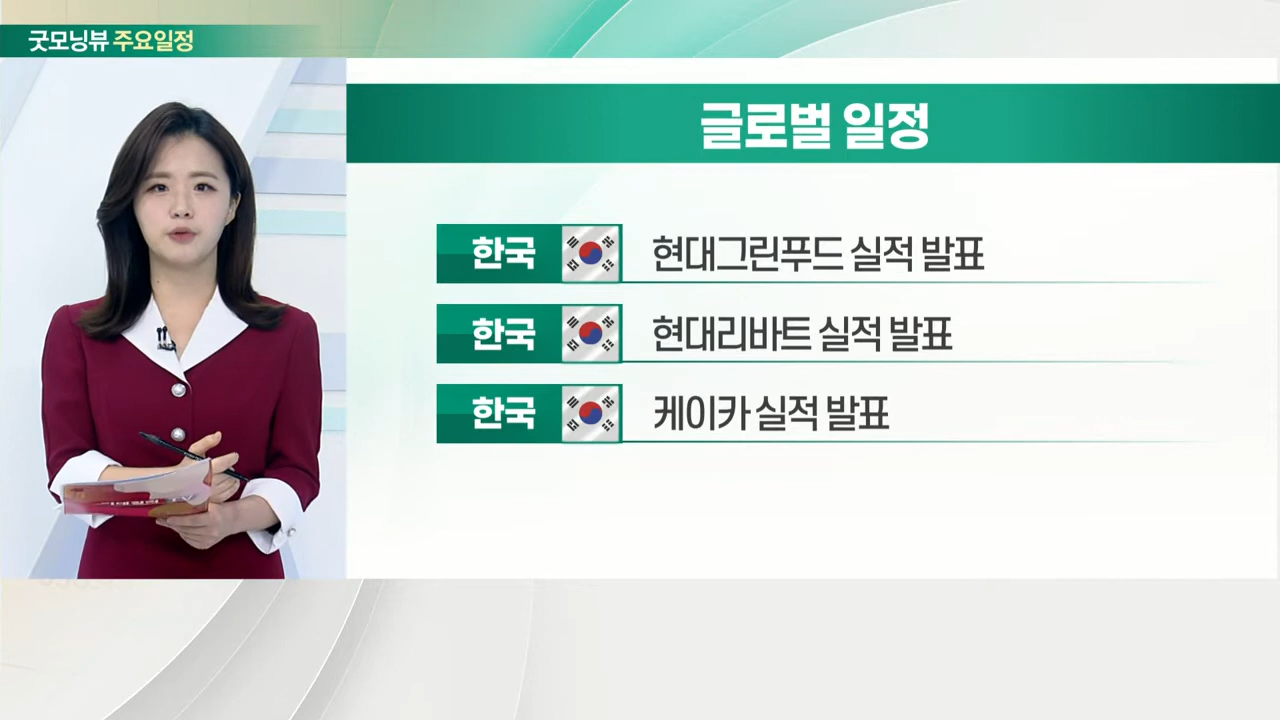 굿모닝뷰 주요일정
글로벌 일정
한국 현대그린푸드 실적 발표
한국 현대리바트 실적 발표
한국 케이카 실적 발표